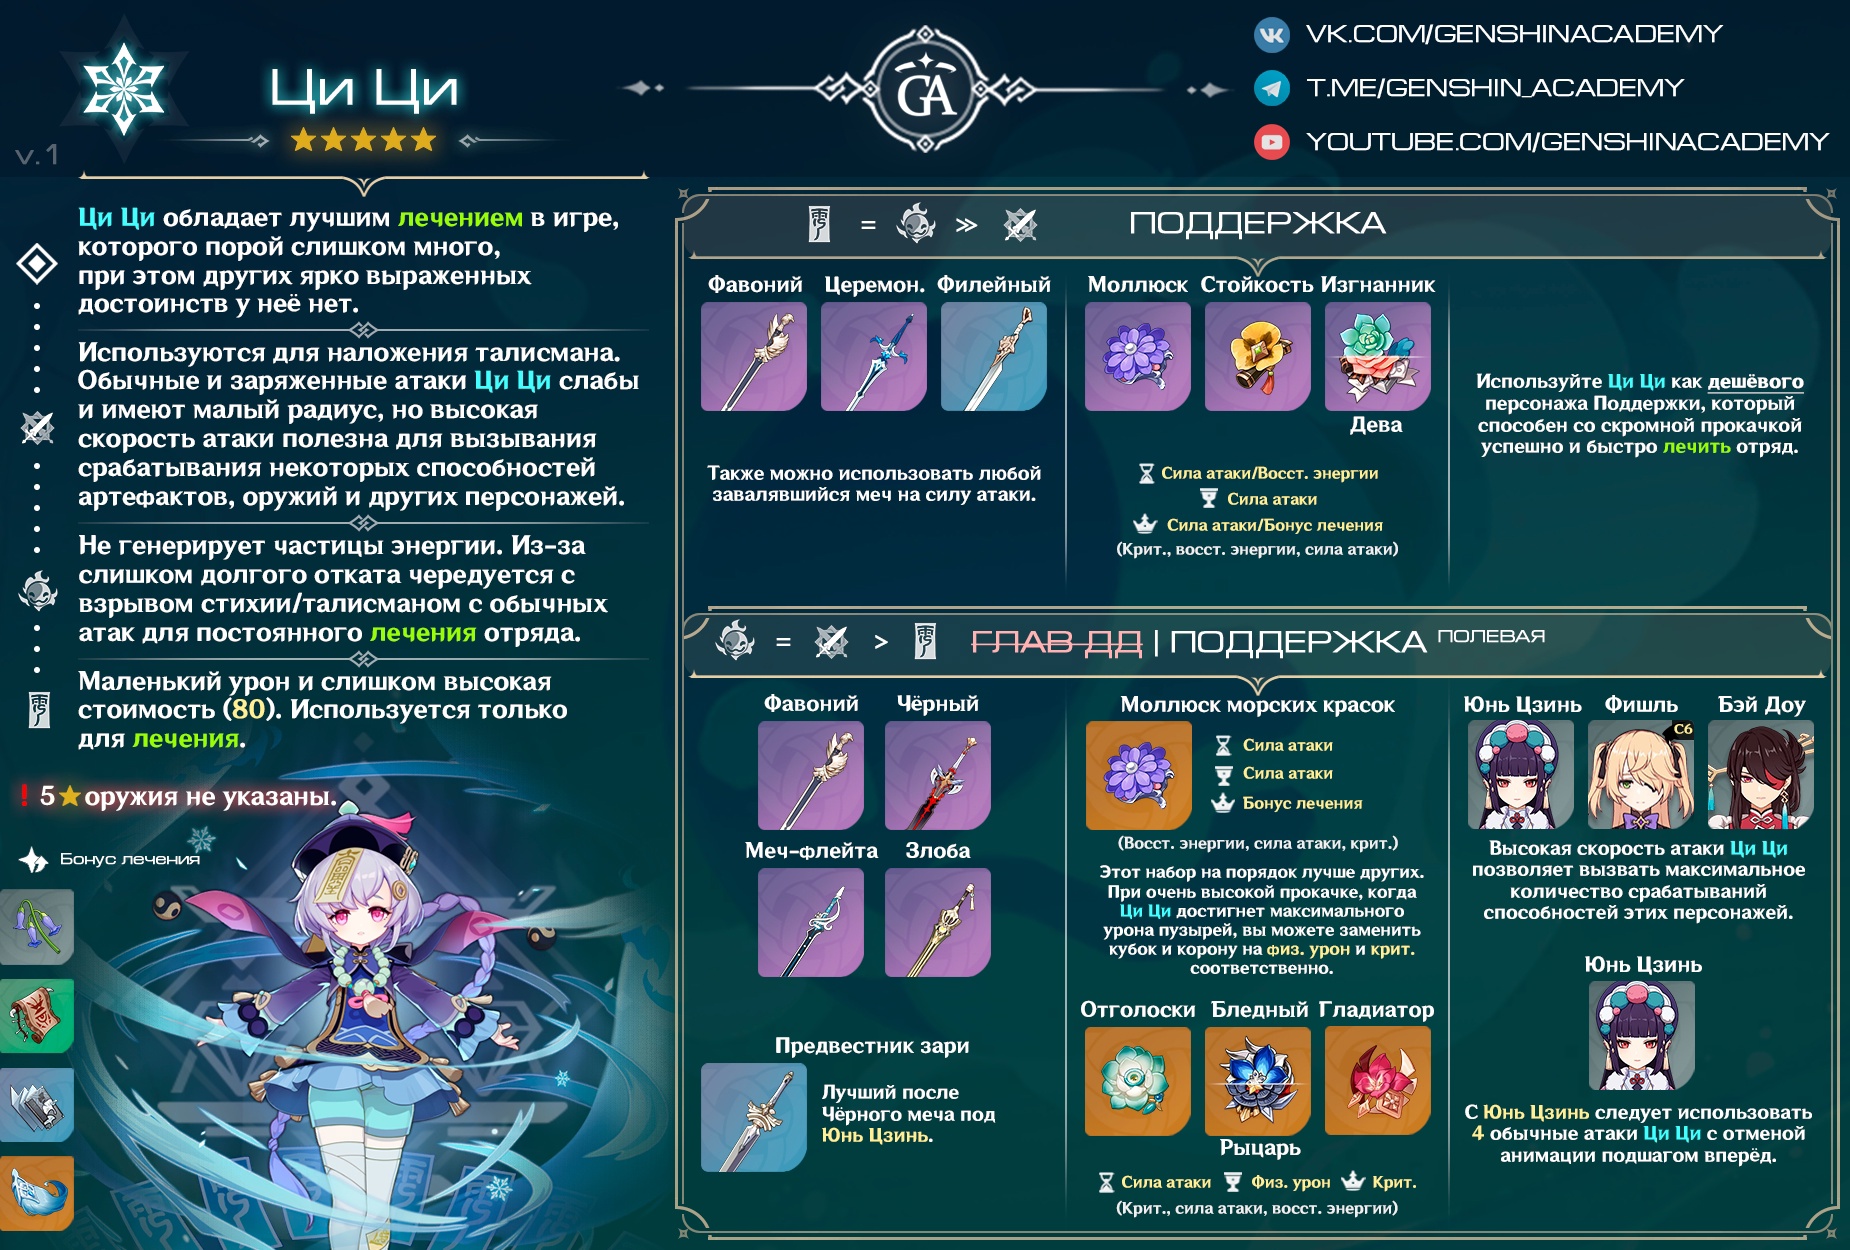 Ци Ци
v.1
GA
VK.COM/GENSHINACADEMY
T.ME/GENSHIN_ACADEMY
YOUTUBE.COM/GENSHINACADEMY
Ци Ци обладает лучшим лечением в игре,
которого порой слишком много,
при этом других ярко выраженных
достоинств у неё нет.
Используются для наложения талисмана.
Обычные и заряженные атаки Ци Ци слабы
и имеют малый радиус, но высокая
скорость атаки полезна для вызывания
срабатывания некоторых способностей
артефактов, оружий и других персонажей.
Не генерирует частицы энергии. Из-за
слишком долгого отката чередуется с
взрывом стихии/талисманом с обычных
атак для постоянного лечения отряда.
Маленький урон и слишком высокая
стоимость (80). Используется только
для лечения.
! 5 оружия не указаны.
Бонус лечения
= >> ПОДДЕРЖКА
Фавоний Церемон. Филейный
Также можно использовать любой
завалявшийся меч на силу атаки.
Моллюск Стойкость Изгнанник
Дева
Сила атаки/Восст. энергии
Сила атаки
Сила атаки/Бонус лечения
(Крит., восст. энергии, сила атаки)
Используйте Ци Ци как дешёвого
персонажа Поддержки, который
способен со скромной прокачкой
успешно и быстро лечить отряд.
= > ГЛАВ ДД | ПОДДЕРЖКА ПОЛЕВАЯ
Фавоний Чёрный
Меч-флейта Злоба
Предвестник зари
Лучший после
Чёрного меча под
Юнь Цзинь.
Моллюск морских красок
Сила атаки
Сила атаки
Бонус лечения
(Восст. энергии, сила атаки, крит.)
Этот набор на порядок лучше других.
При очень высокой прокачке, когда
Ци Ци достигнет максимального
урона пузырей, вы можете заменить
кубок и корону на физ. урон и крит.
соответственно.
Отголоски Бледный Гладиатор
Рыцарь
Сила атаки Физ. урон Крит.
(Крит., сила атаки, восст. энергии)
Юнь Цзинь Фишль Бэй Доу
C6
Высокая скорость атаки Ци Ци
позволяет вызвать максимальное
количество срабатываний
способностей этих персонажей.
Юнь Цзинь
С Юнь Цзинь следует использовать
4 обычные атаки Ци Ци с отменой
анимации подшагом вперёд.